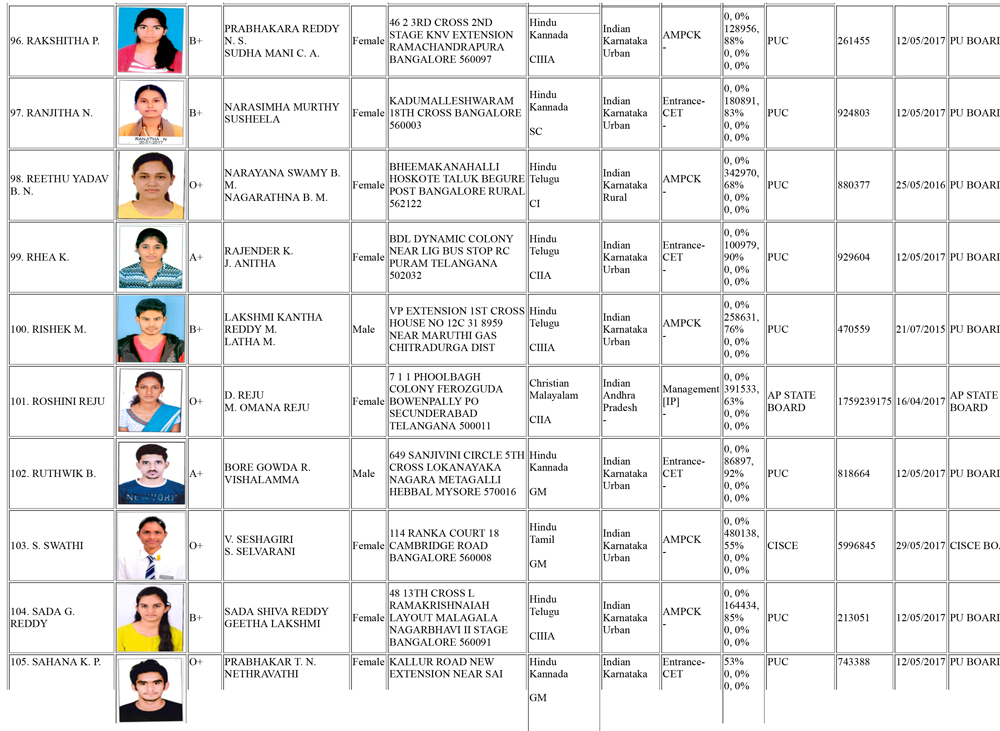 96. RAKSHITHA P.
B+
PRABHAKARA REDDY
N. S.
SUDHA MANI C. A.
Female
46 2 3RD CROSS 2ND
STAGE KNV EXTENSION
RAMACHANDRAPURA
BANGALORE 560097
Hindu
Kannada
CIIIA
Indian
Karnataka
Urban
AMPCK
-
0, 0%
128956,
88%
0, 0%
0, 0%
PUC
261455
12/05/2017
PU BOARD
97. RANJITHA N.
RANJITHA . N
20-01-2017
B+
NARASIMHA MURTHY
SUSHEELA
Female
KADUMALLESHWARAM
18TH CROSS BANGALORE
560003
Hindu
Kannada
SC
Indian
Karnataka
Urban
Entrance-
CET
-
0, 0%
180891,
83%
0, 0%
0, 0%
PUC
924803
12/05/2017
PU BOARD
98. REETHU YADAV
B. N.
O+
NARAYANA SWAMY B.
M.
NAGARATHNA B. M.
Female
BHEEMAKANAHALLI
HOSKOTE TALUK BEGURE
POST BANGALORE RURAL
562122
Hindu
Telugu
CI
Indian
Karnataka
Rural
AMPCK
-
0, 0%
342970,
68%
0, 0%
0, 0%
PUC
880377
25/05/2016
PU BOARD
99. RHEA K.
A+
RAJENDER K.
J. ANITHA
Female
BDL DYNAMIC COLONY
NEAR LIG BUS STOP RC
PURAM TELANGANA
502032
Hindu
Telugu
CIIA
Indian
Karnataka
Urban
Entrance-
CET
-
0, 0%
100979,
90%
0, 0%
0, 0%
PUC
929604
12/05/2017
PU BOARD
100. RISHEK M.
B+
LAKSHMI KANTHA
REDDY M.
LATHA M.
Male
VP EXTENSION 1ST CROSS
HOUSE NO 12C 31 8959
NEAR MARUTHI GAS
CHITRADURGA DIST
Hindu
Telugu
CIIIA
Indian
Karnataka
Urban
AMPCK
-
0, 0%
258631,
76%
0, 0%
0, 0%
PUC
470559
21/07/2015
PU BOARD
101. ROSHINI REJU
O+
D. REJU
M. OMANA REJU
Female
7 1 1 PHOOLBAGH
COLONY FEROZGUDA
BOWENPALLY PO
SECUNDERABAD
TELANGANA 500011
Christian
Malayalam
CIIA
Indian
Andhra
Pradesh
-
Management
[IP]
-
0, 0%
391533,
63%
0, 0%
0, 0%
AP STATE
BOARD
1759239175
16/04/2017
AP STATE
BOARD
102. RUTHWIK B.
NEW YORK
A+
BORE GOWDA R.
VISHALAMMA
Male
649 SANJIVINI CIRCLE 5TH
CROSS LOKANAYAKA
NAGARA METAGALLI
HEBBAL MYSORE 570016
Hindu
Kannada
GM
Indian
Karnataka
Urban
Entrance-
CET
-
0, 0%
86897,
92%
0, 0%
0, 0%
PUC
818664
12/05/2017
PU BOARD
103. S. SWATHI
O+
V. SESHAGIRI
S. SELVARANI
Female
114 RANKA COURT 18
CAMBRIDGE ROAD
BANGALORE 560008
Hindu
Tamil
GM
Indian
Karnataka
Urban
AMPCK
-
0, 0%
480138,
55%
0, 0%
0, 0%
CISCE
5996845
29/05/2017
CISCE BO
104. SADA G.
REDDY
B+
SADA SHIVA REDDY
GEETHA LAKSHMI
Female
48 13TH CROSS L
RAMAKRISHNAIAH
LAYOUT MALAGALA
NAGARBHAVI II STAGE
BANGALORE 560091
Hindu
Telugu
CIIIA
Indian
Karnataka
Urban
AMPCK
-
0, 0%
164434,
85%
0, 0%
0, 0%
PUC
213051
12/05/2017
PU BOARD
105. SAHANA K. P.
O+
PRABHAKAR T. N.
NETHRAVATHI
Female
KALLUR ROAD NEW
EXTENSION NEAR SAI
Hindu
Kannada
GM
Indian
Karnataka
Entrance-
CET
53%
0, 0%
0, 0%
PUC
743388
12/05/2017
PU BOARD